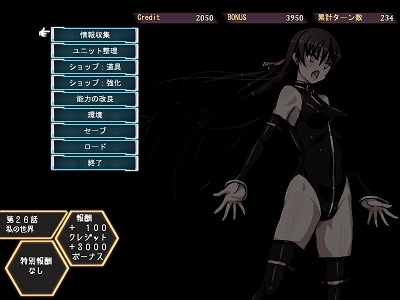 Credit 2050 BONUS 3950 累計ターン数 234
情報収集
ユニット整理
ショップ：道具
ショップ：強化
能力の改良
環境
セーブ
ロード
終了
第２６話
私の世界
報酬
＋ １００
クレジット
＋３０００
ボーナス
特別報酬
なし